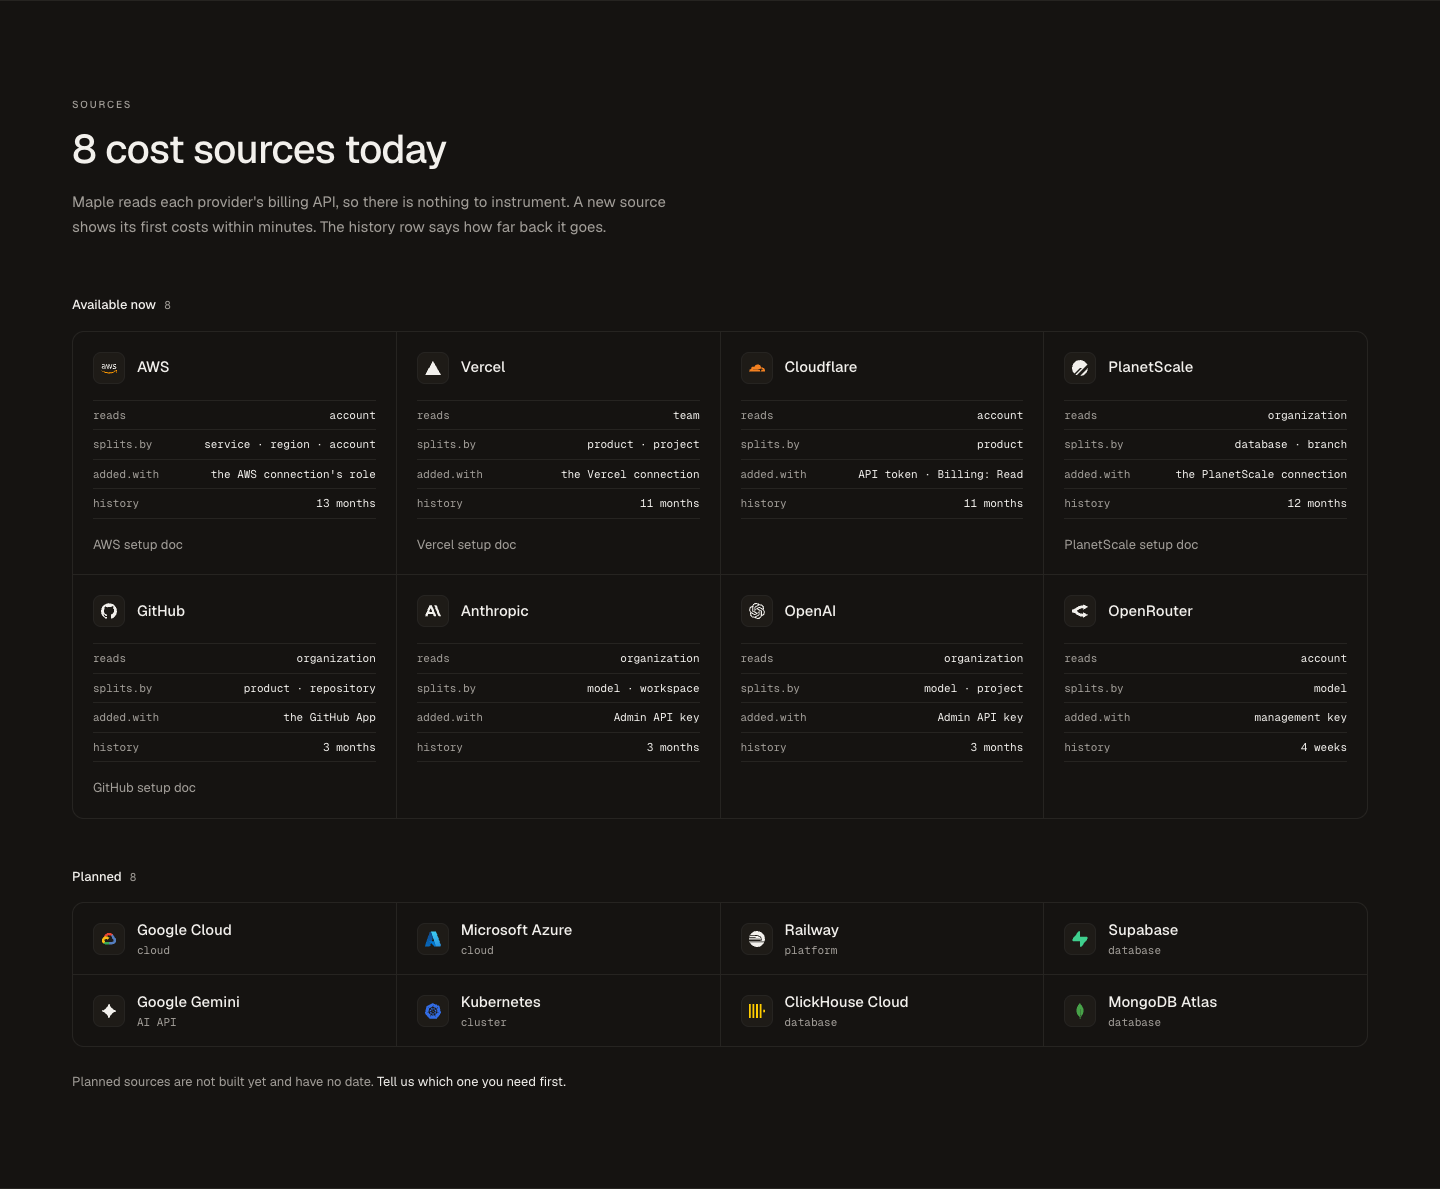 SOURCES
8 cost sources today
Maple reads each provider's billing API, so there is nothing to instrument. A new source
shows its first costs within minutes. The history row says how far back it goes.
Available now 8
aws AWS
reads account
splits.by service · region · account
added.with the AWS connection's role
history 13 months
AWS setup doc
Vercel
reads team
splits.by product · project
added.with the Vercel connection
history 11 months
Vercel setup doc
Cloudflare
reads account
splits.by product
added.with API token · Billing: Read
history 11 months
PlanetScale
reads organization
splits.by database · branch
added.with the PlanetScale connection
history 12 months
PlanetScale setup doc
GitHub
reads organization
splits.by product · repository
added.with the GitHub App
history 3 months
GitHub setup doc
Anthropic
reads organization
splits.by model · workspace
added.with Admin API key
history 3 months
OpenAI
reads organization
splits.by model · project
added.with Admin API key
history 3 months
OpenRouter
reads account
splits.by model
added.with management key
history 4 weeks
Planned 8
Google Cloud
cloud
Microsoft Azure
cloud
Railway
platform
Supabase
database
Google Gemini
AI API
Kubernetes
cluster
ClickHouse Cloud
database
MongoDB Atlas
database
Planned sources are not built yet and have no date. Tell us which one you need first.